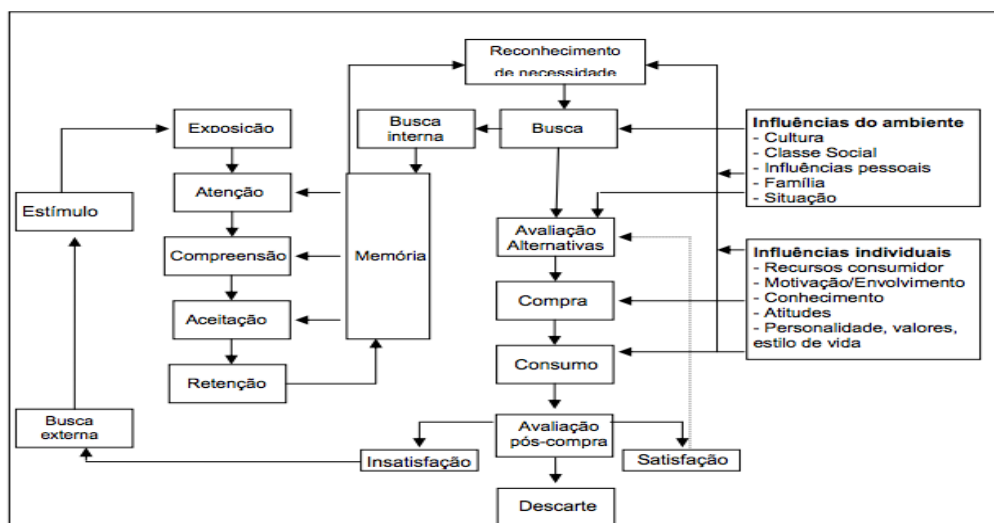 Reconhecimento
de necessidade
Exposição
Busca
interna
Busca
Influências do ambiente
- Cultura
- Classe Social
- Influências pessoais
- Família
- Situação
Atenção
Estímulo
Memória
Avaliação
Alternativas
Compreensão
Influências individuais
- Recursos consumidor
- Motivação/Envolvimento
- Conhecimento
- Atitudes
- Personalidade, valores,
estilo de vida
Compra
Aceitação
Consumo
Retenção
Busca
externa
Avaliação
pós-compra
Insatisfação
Satisfação
Descarte